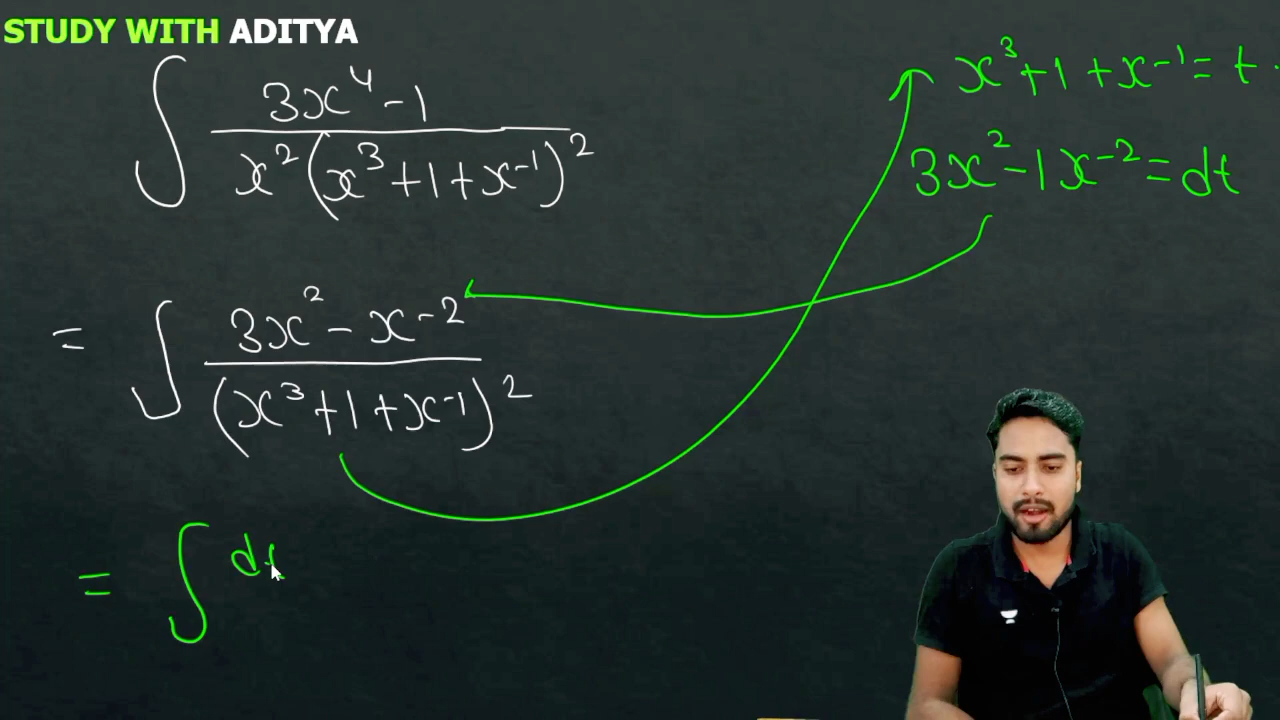 STUDY WITH ADITYA
∫ 3x⁴ - 1 / x²(x³ + 1 + x⁻¹)²
= ∫ 3x² - x⁻² / (x³ + 1 + x⁻¹)²
= ∫ dt
x³ + 1 + x⁻¹ = t.
3x² - 1x⁻² = dt